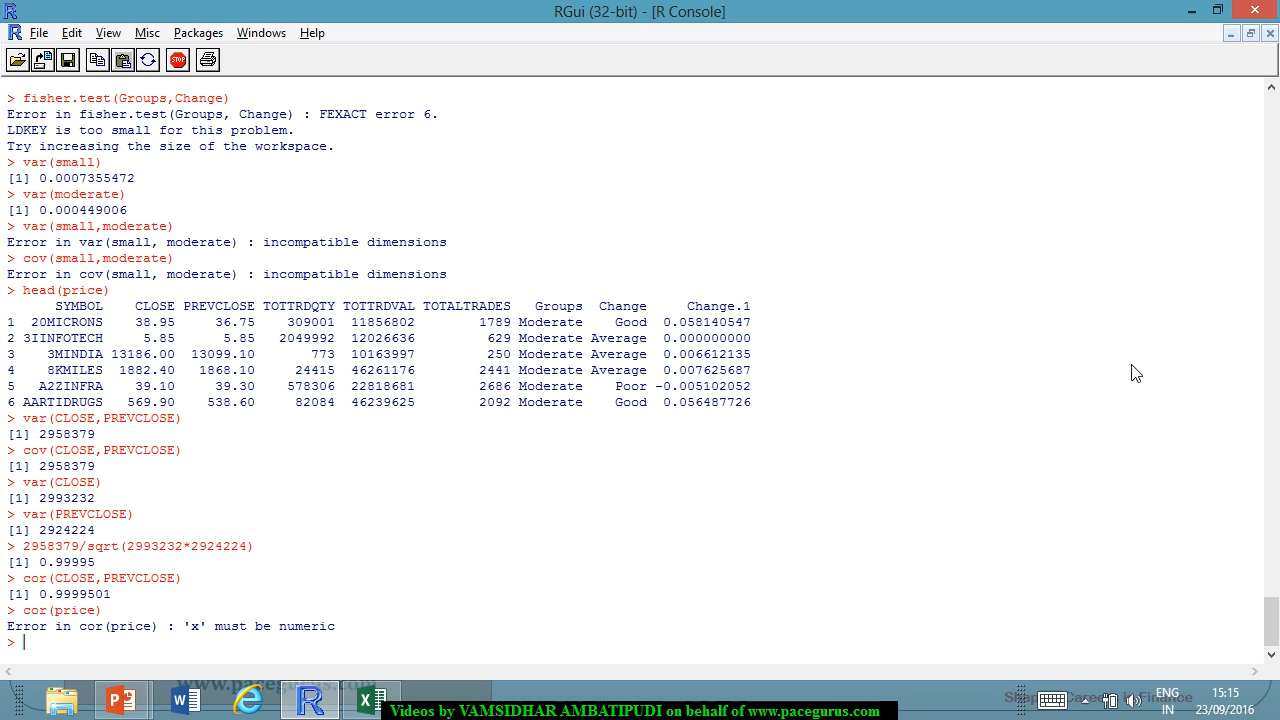 RGui (32-bit) - [R Console]
File Edit View Misc Packages Windows Help
STOP
> fisher.test(Groups,Change)
Error in fisher.test(Groups, Change) : FEXACT error 6.
LDKEY is too small for this problem.
Try increasing the size of the workspace.
> var(small)
[1] 0.0007355472
> var(moderate)
[1] 0.000449006
> var(small,moderate)
Error in var(small, moderate) : incompatible dimensions
> cov(small,moderate)
Error in cov(small, moderate) : incompatible dimensions
> head(price)
SYMBOL CLOSE PREVCLOSE TOTTRDQTY TOTTRDVAL TOTALTRADES Groups Change Change.1
1 20MICRONS 38.95 36.75 309001 11856802 1789 Moderate Good 0.058140547
2 3IINFOTECH 5.85 5.85 2049992 12026636 629 Moderate Average 0.000000000
3 3MINDIA 13186.00 13099.10 773 10163997 250 Moderate Average 0.006612135
4 8KMILES 1882.40 1868.10 24415 46261176 2441 Moderate Average 0.007625687
5 A2ZINFRA 39.10 39.30 578306 22818681 2686 Moderate Poor -0.005102052
6 AARTIDRUGS 569.90 538.60 82084 46239625 2092 Moderate Good 0.056487726
> var(CLOSE,PREVCLOSE)
[1] 2958379
> cov(CLOSE,PREVCLOSE)
[1] 2958379
> var(CLOSE)
[1] 2993232
> var(PREVCLOSE)
[1] 2924224
> 2958379/sqrt(2993232*2924224)
[1] 0.99995
> cor(CLOSE,PREVCLOSE)
[1] 0.9999501
> cor(price)
Error in cor(price) : 'x' must be numeric
>
www.pacegurus.com
ENG 15:15
IN 23/09/2016
Videos by VAMSIDHAR AMBATIPUDI on behalf of www.pacegurus.com